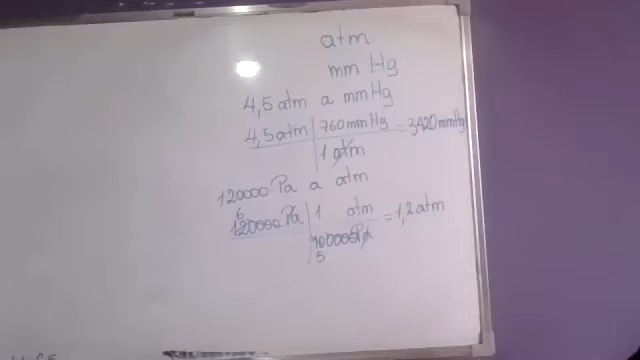 atm
mm Hg
4,5 atm a mmHg
4,5 atm | 760 mmHg = 3420 mmHg
1 atm
120000 Pa a atm
6
120000 Pa | 1 atm = 1,2 atm
100000 Pa
5